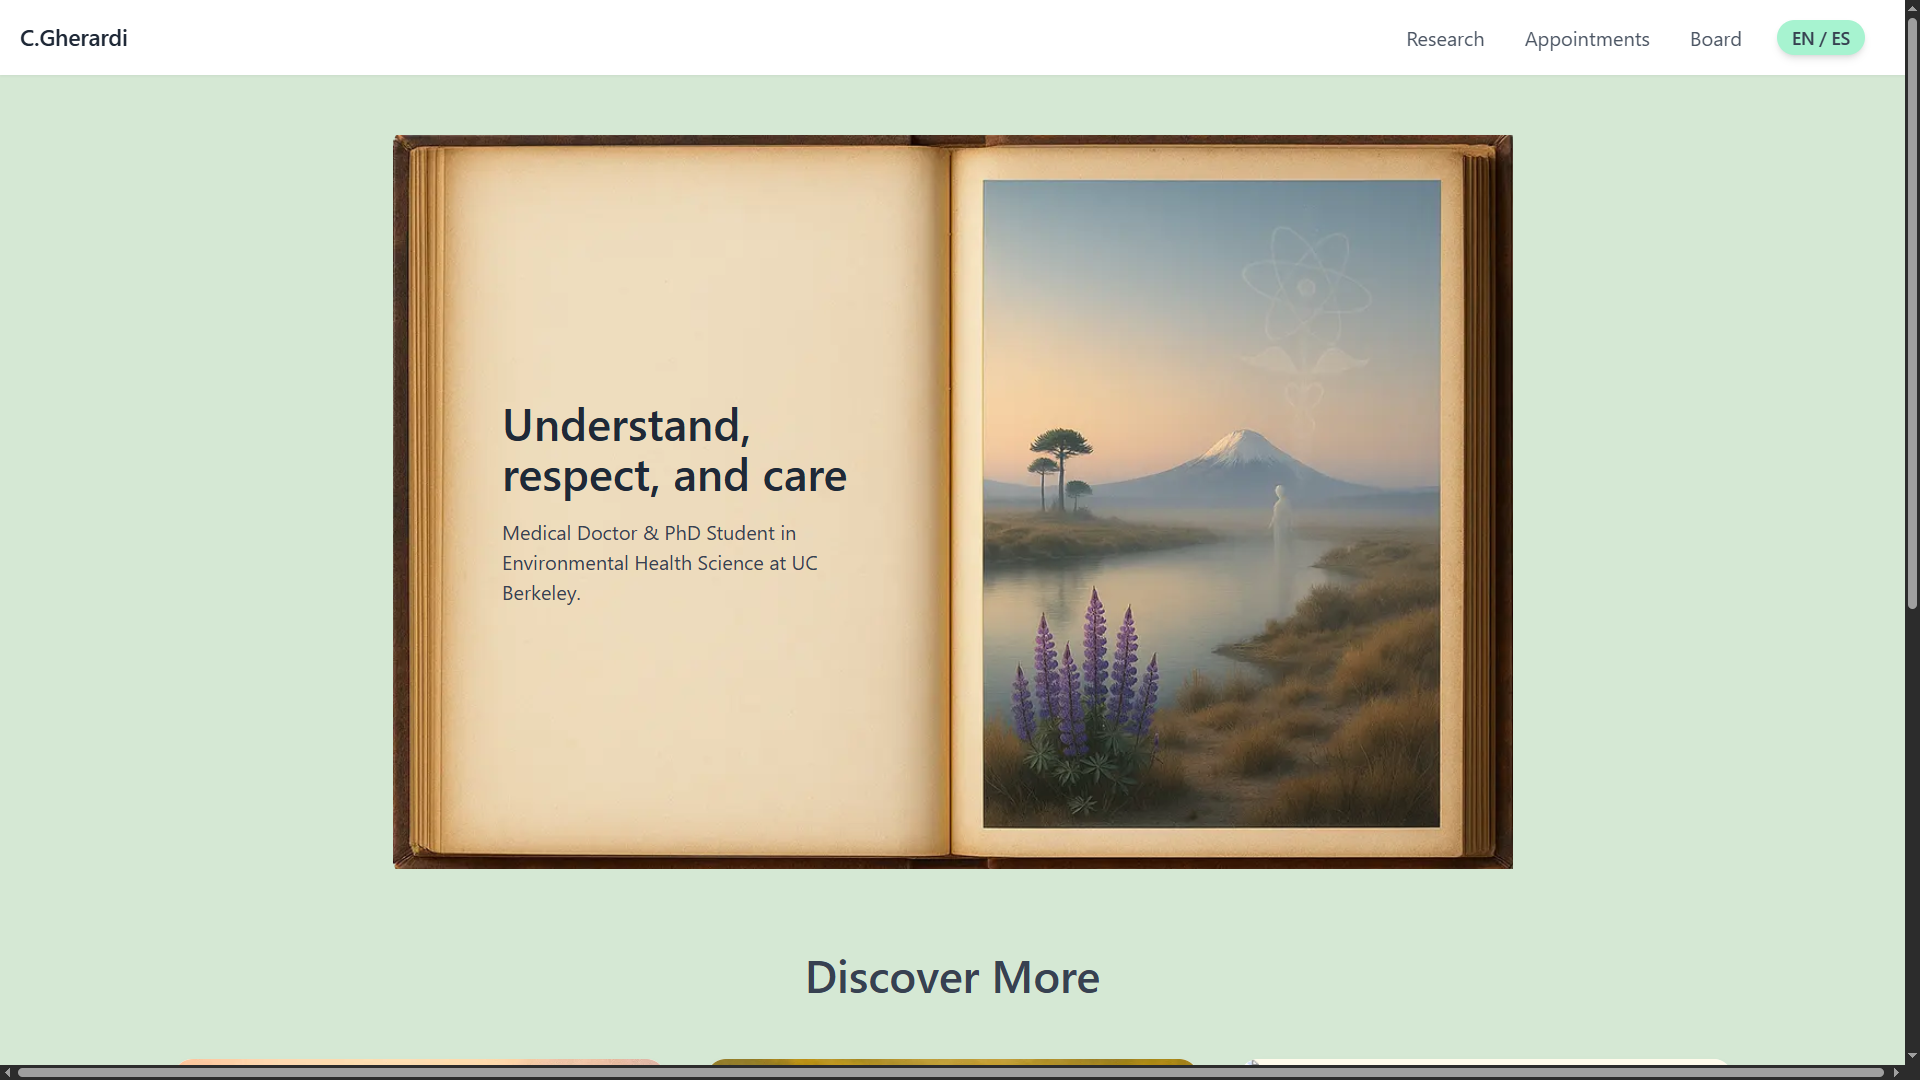 C.Gherardi
Research
Appointments
Board
EN / ES
Understand,
respect, and care
Medical Doctor & PhD Student in
Environmental Health Science at UC
Berkeley.
Discover More